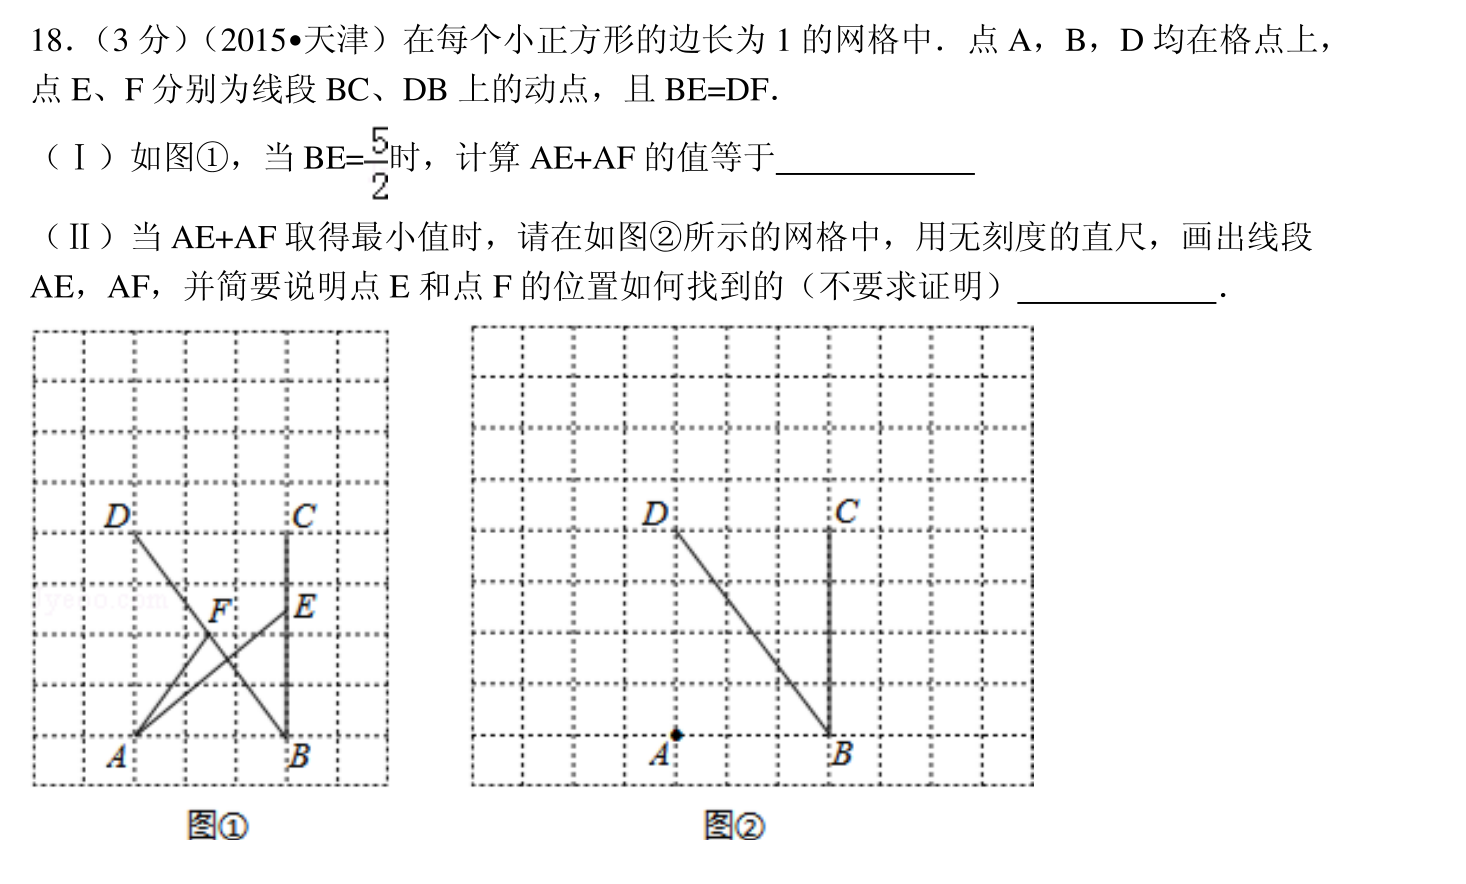 18.（3 分）（2015•天津）在每个小正方形的边长为 1 的网格中．点 A，B，D 均在格点上，
点 E、F 分别为线段 BC、DB 上的动点，且 BE=DF．
（Ⅰ）如图①，当 BE=5/2时，计算 AE+AF 的值等于
（Ⅱ）当 AE+AF 取得最小值时，请在如图②所示的网格中，用无刻度的直尺，画出线段
AE，AF，并简要说明点 E 和点 F 的位置如何找到的（不要求证明）．
D C
F E
A B
图①
D C
A B
图②